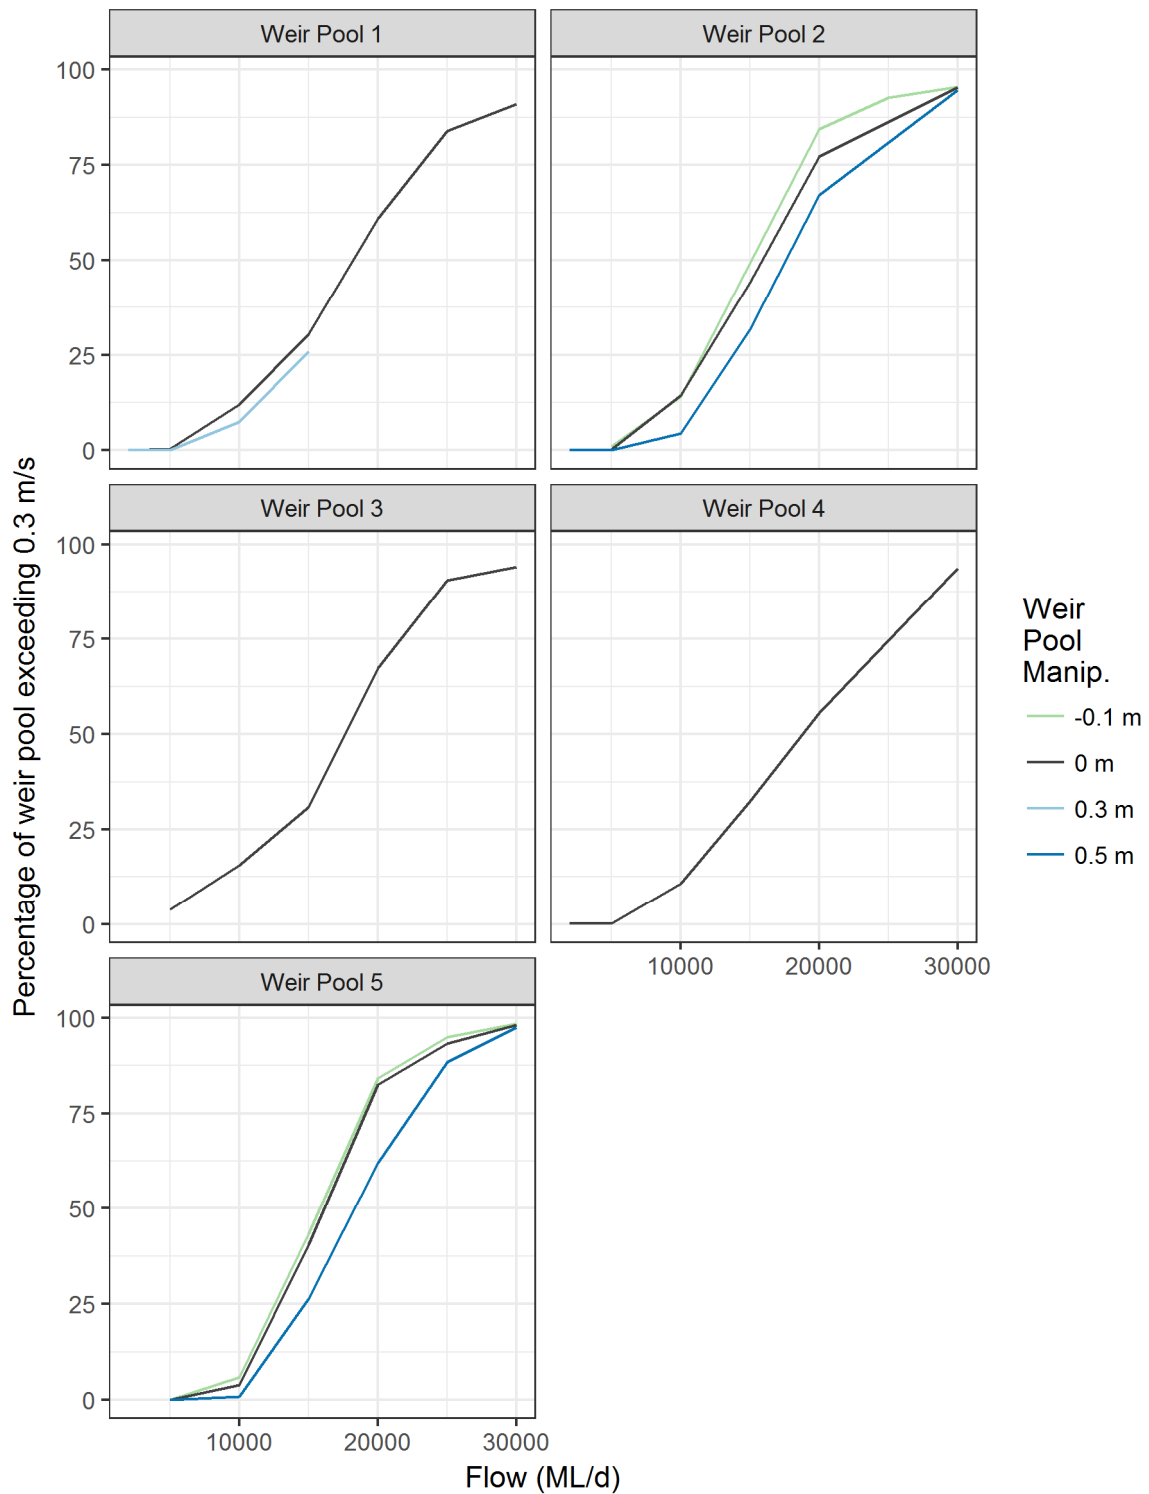 Weir Pool 1
Weir Pool 2
100
75
50
25
0
Weir Pool 3
Weir Pool 4
100
75
50
25
0
10000
20000
30000
Weir Pool 5
100
75
50
25
0
10000
20000
30000
Flow (ML/d)
Percentage of weir pool exceeding 0.3 m/s
Weir
Pool
Manip.
-0.1 m
0 m
0.3 m
0.5 m